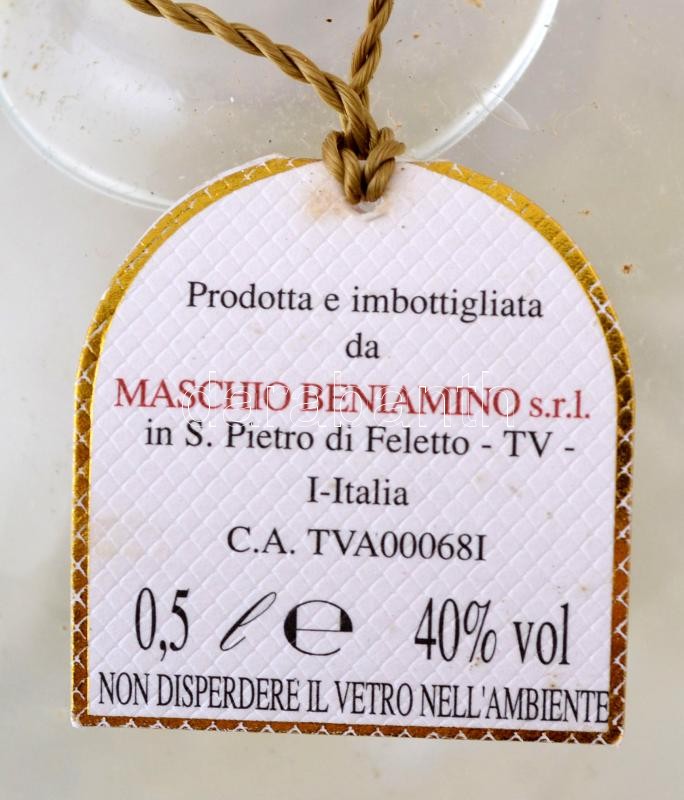 Prodotta e imbottigliata
da
MASCHIO BENIAMINO s.r.l.
in S. Pietro di Feletto - TV -
I-Italia
C.A. TVA00068I
0,5 ℓ ℮ 40% vol
NON DISPERDERE IL VETRO NELL'AMBIENTE
darabanth